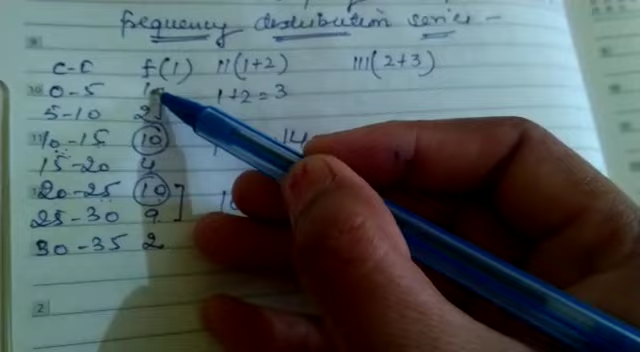 frequency destribution series -
C-C f(1) II(1+2) III(2+3)
0-5 1 1+2=3
5-10 2
10-15 10 14
15-20 4
20-25 10
25-30 9
30-35 2